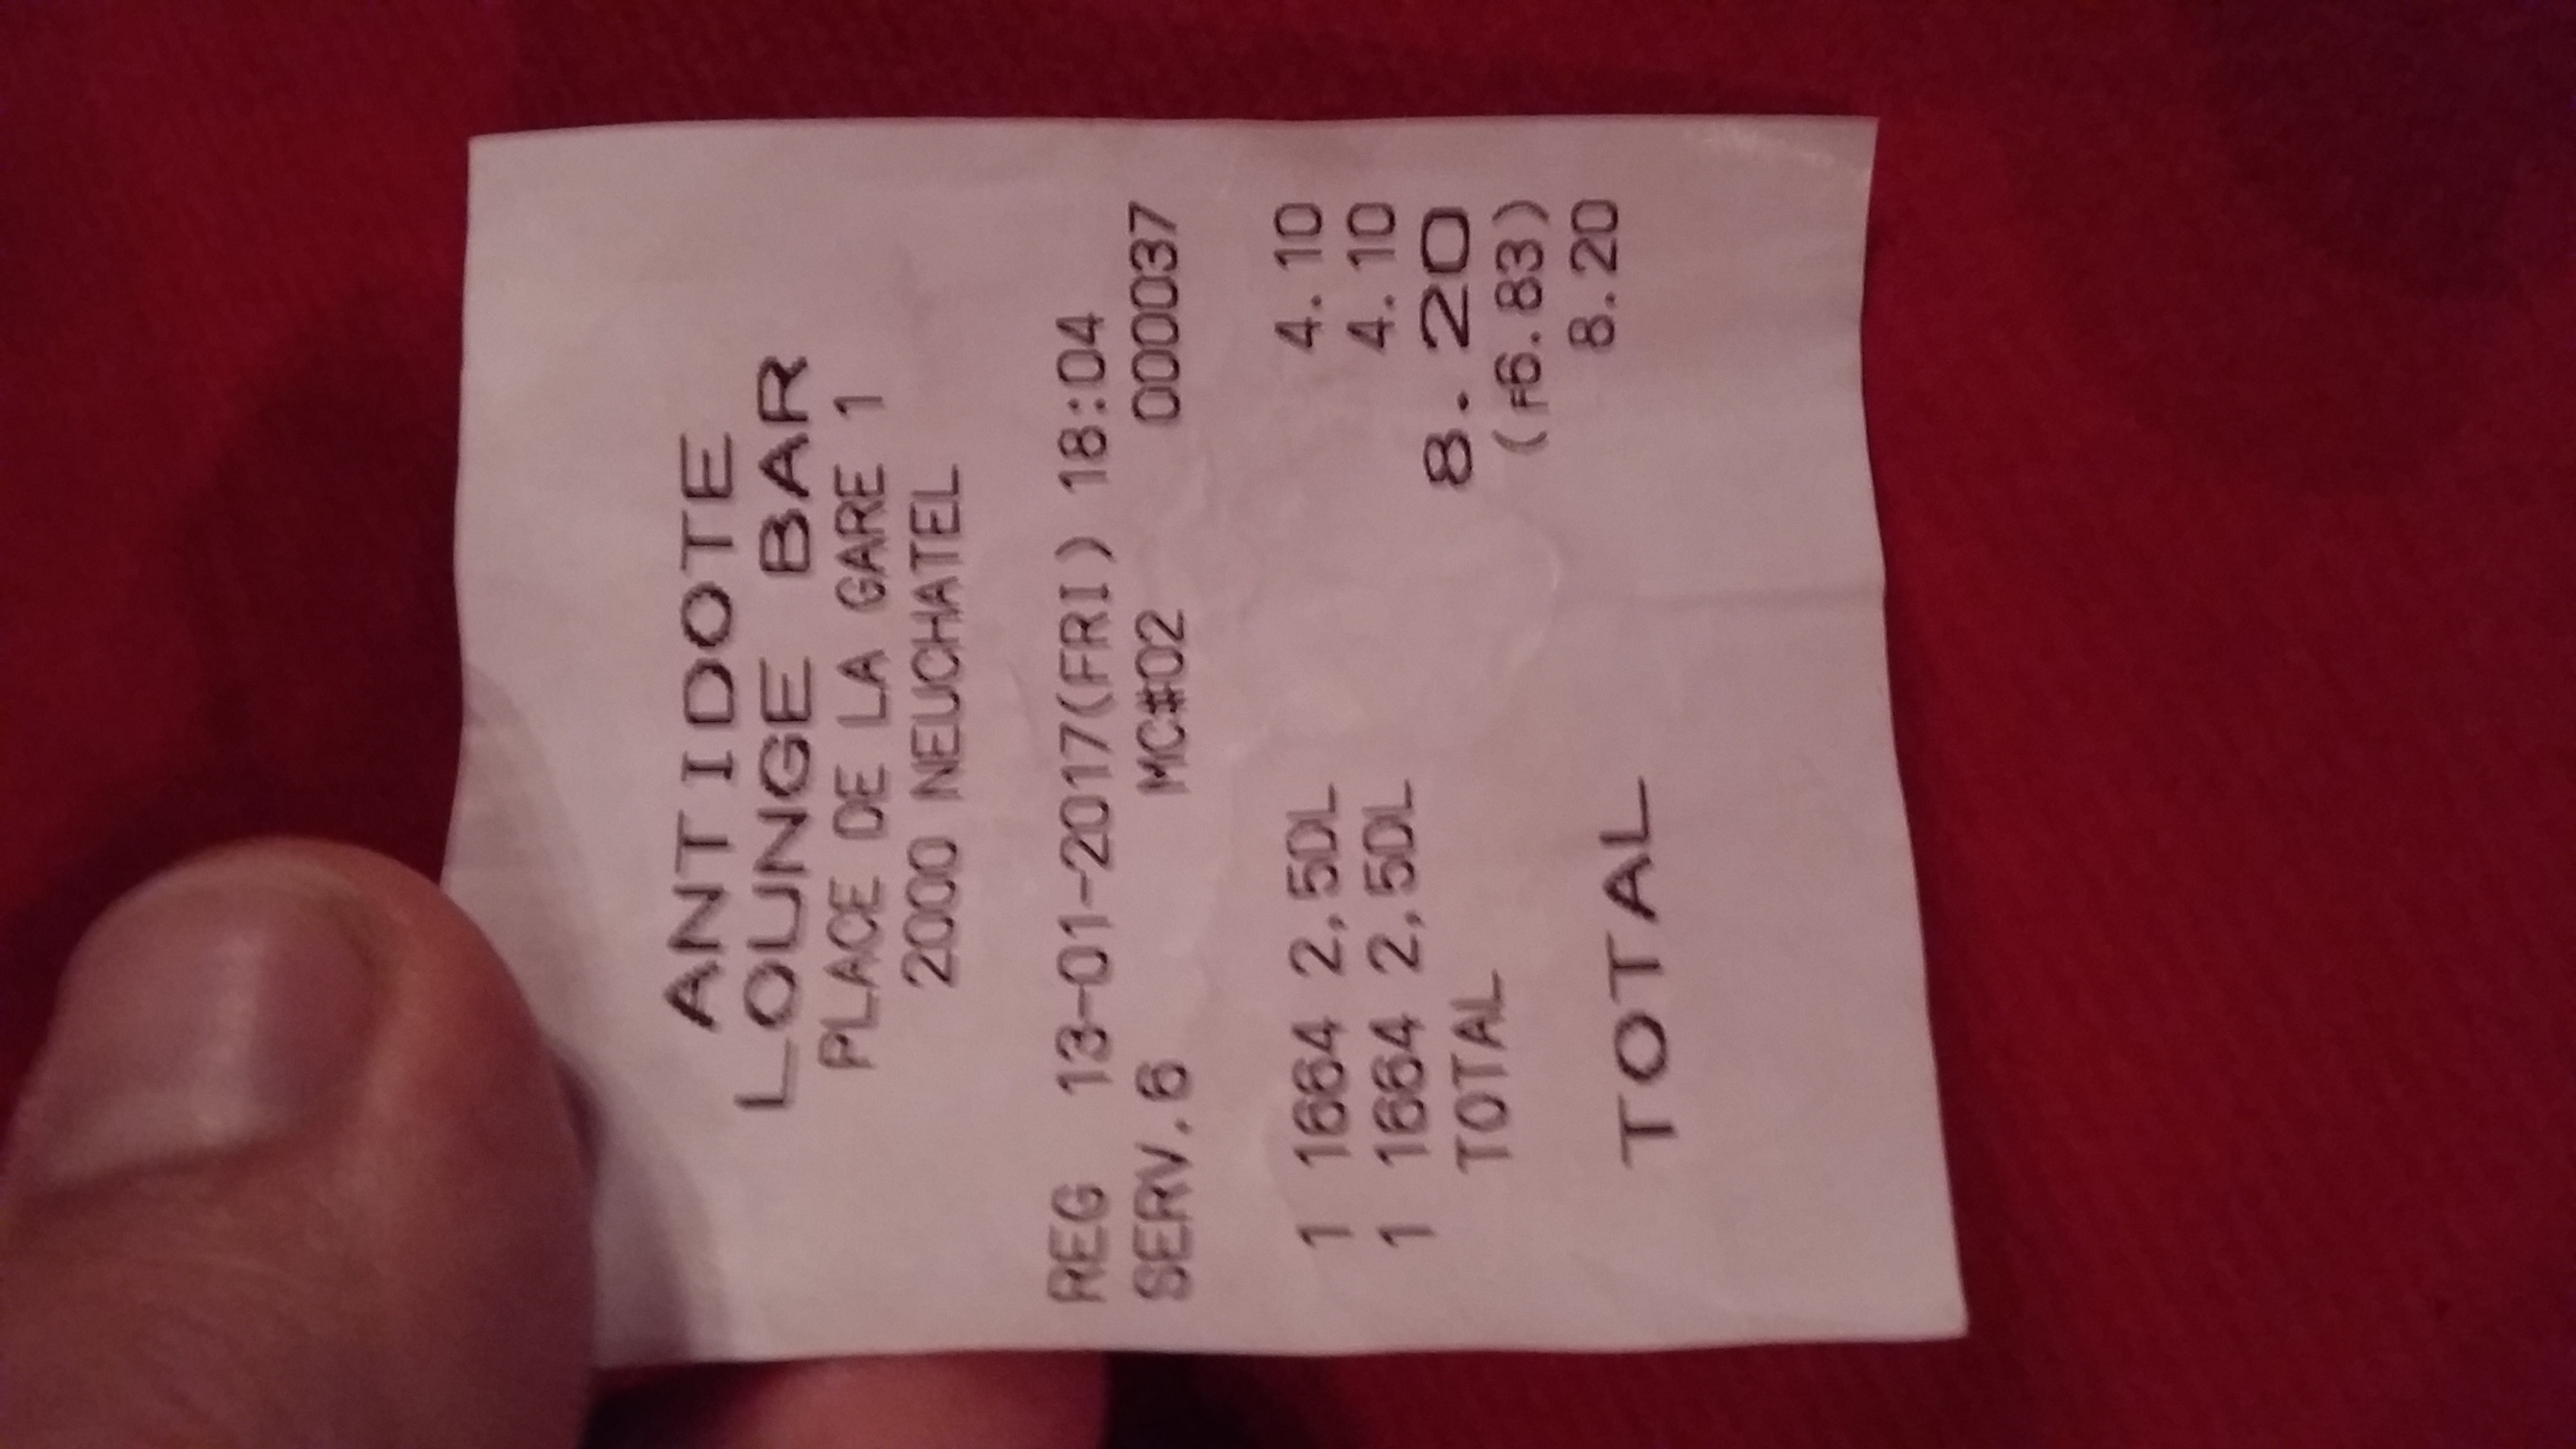 ANTIDOTE
LOUNGE BAR
PLACE DE LA GARE 1
2000 NEUCHATEL
REG 13-01-2017(FRI) 18:04
SERV.6 MC#02 000037
1 1664 2,5DL 4.10
1 1664 2,5DL 4.10
TOTAL 8.20
(F6.83)
8.20
TOTAL